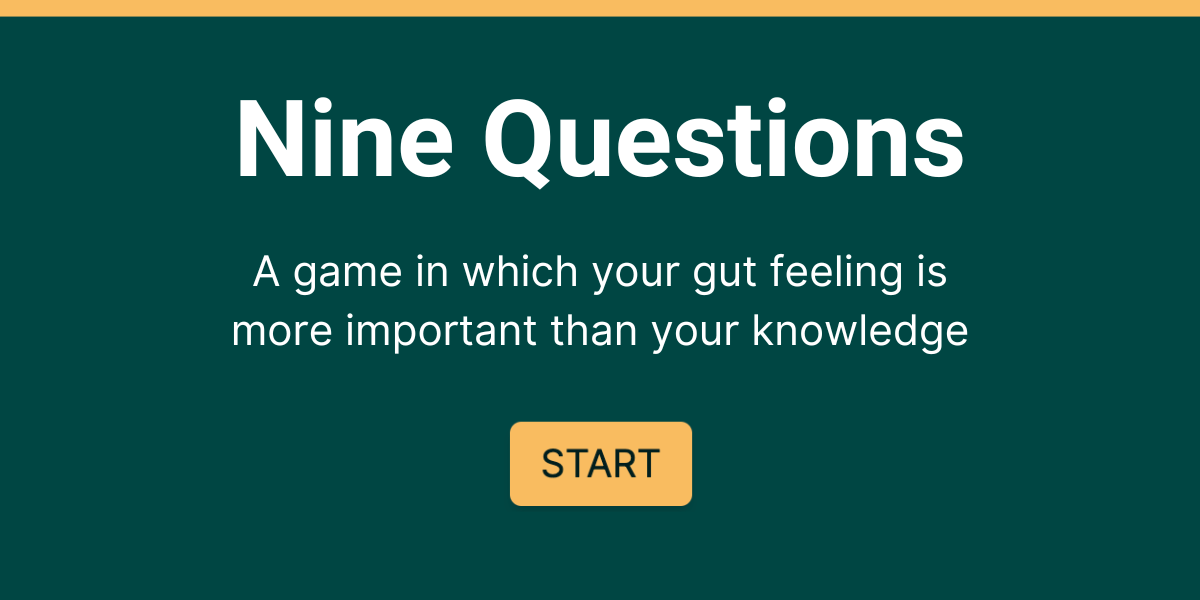 Nine Questions
A game in which your gut feeling is
more important than your knowledge
START